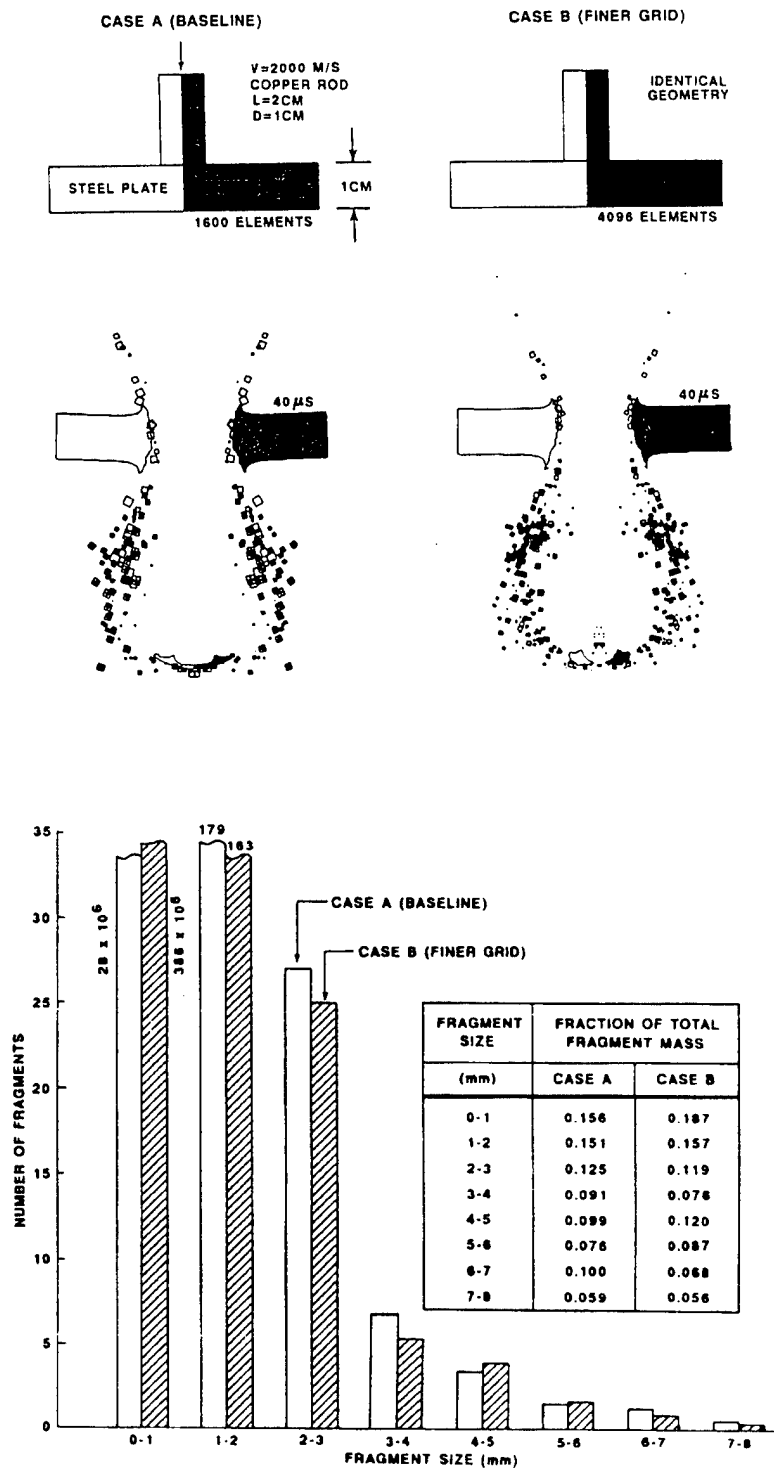 CASE A (BASELINE)
V=2000 M/S
COPPER ROD
L=2CM
D=1CM
STEEL PLATE
1CM
1600 ELEMENTS
CASE B (FINER GRID)
IDENTICAL
GEOMETRY
4096 ELEMENTS
40μS
40μS
NUMBER OF FRAGMENTS
35
30
25
20
15
10
5
0
28 x 10⁶
386 x 10⁶
179
163
CASE A (BASELINE)
CASE B (FINER GRID)
FRAGMENT SIZE FRACTION OF TOTAL FRAGMENT MASS
(mm) CASE A CASE B
0-1 0.156 0.187
1-2 0.151 0.157
2-3 0.125 0.119
3-4 0.091 0.076
4-5 0.099 0.120
5-6 0.076 0.087
6-7 0.100 0.068
7-8 0.059 0.056
0-1 1-2 2-3 3-4 4-5 5-6 6-7 7-8
FRAGMENT SIZE (mm)